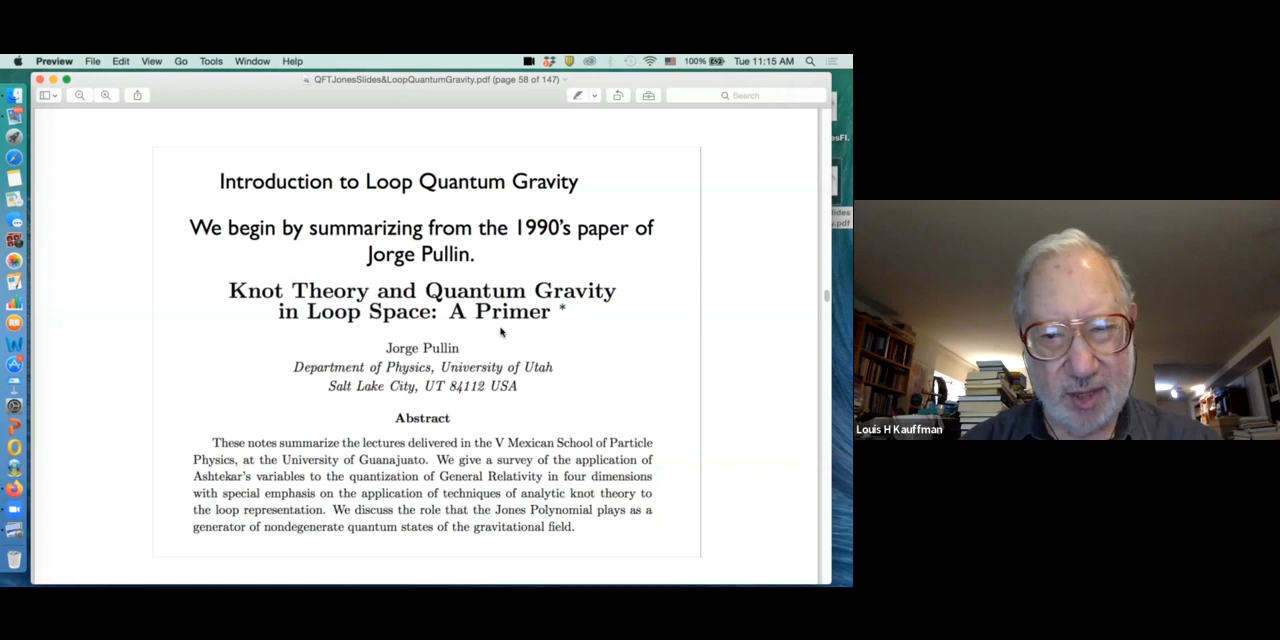 Preview File Edit View Go Tools Window Help
100% Tue 11:15 AM
QFTJonesSlides&LoopQuantumGravity.pdf (page 58 of 147)
Search
Introduction to Loop Quantum Gravity
We begin by summarizing from the 1990's paper of
Jorge Pullin.
Knot Theory and Quantum Gravity
in Loop Space: A Primer *
Jorge Pullin
Department of Physics, University of Utah
Salt Lake City, UT 84112 USA
Abstract
These notes summarize the lectures delivered in the V Mexican School of Particle
Physics, at the University of Guanajuato. We give a survey of the application of
Ashtekar's variables to the quantization of General Relativity in four dimensions
with special emphasis on the application of techniques of analytic knot theory to
the loop representation. We discuss the role that the Jones Polynomial plays as a
generator of nondegenerate quantum states of the gravitational field.
Louis H Kauffman